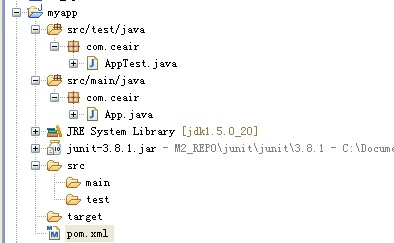 myapp
src/test/java
com.ceair
AppTest.java
src/main/java
com.ceair
App.java
JRE System Library [jdk1.5.0_20]
junit-3.8.1.jar - M2_REPO\junit\junit\3.8.1 - C:\Docume
src
main
test
target
pom.xml